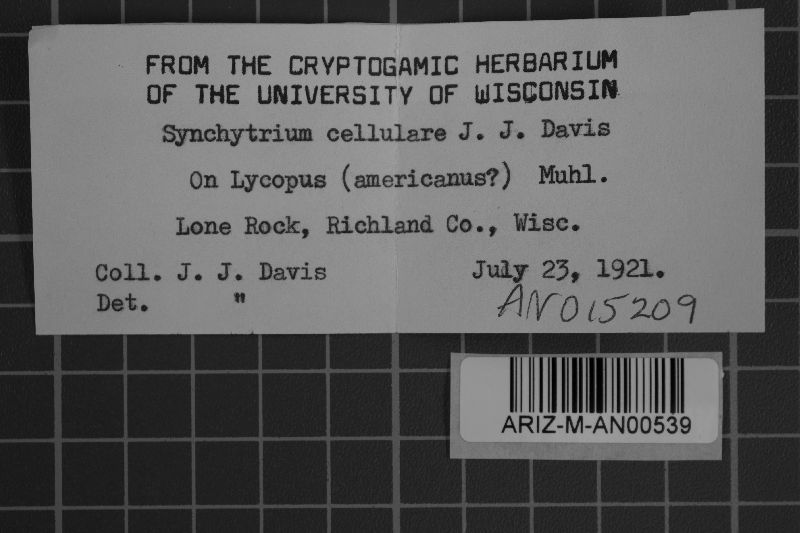 FROM THE CRYPTOGAMIC HERBARIUM
OF THE UNIVERSITY OF WISCONSIN
Synchytrium cellulare J. J. Davis
On Lycopus (americanus?) Muhl.
Lone Rock, Richland Co., Wisc.
Coll. J. J. Davis July 23, 1921.
Det. "
AN015209
ARIZ-M-AN00539